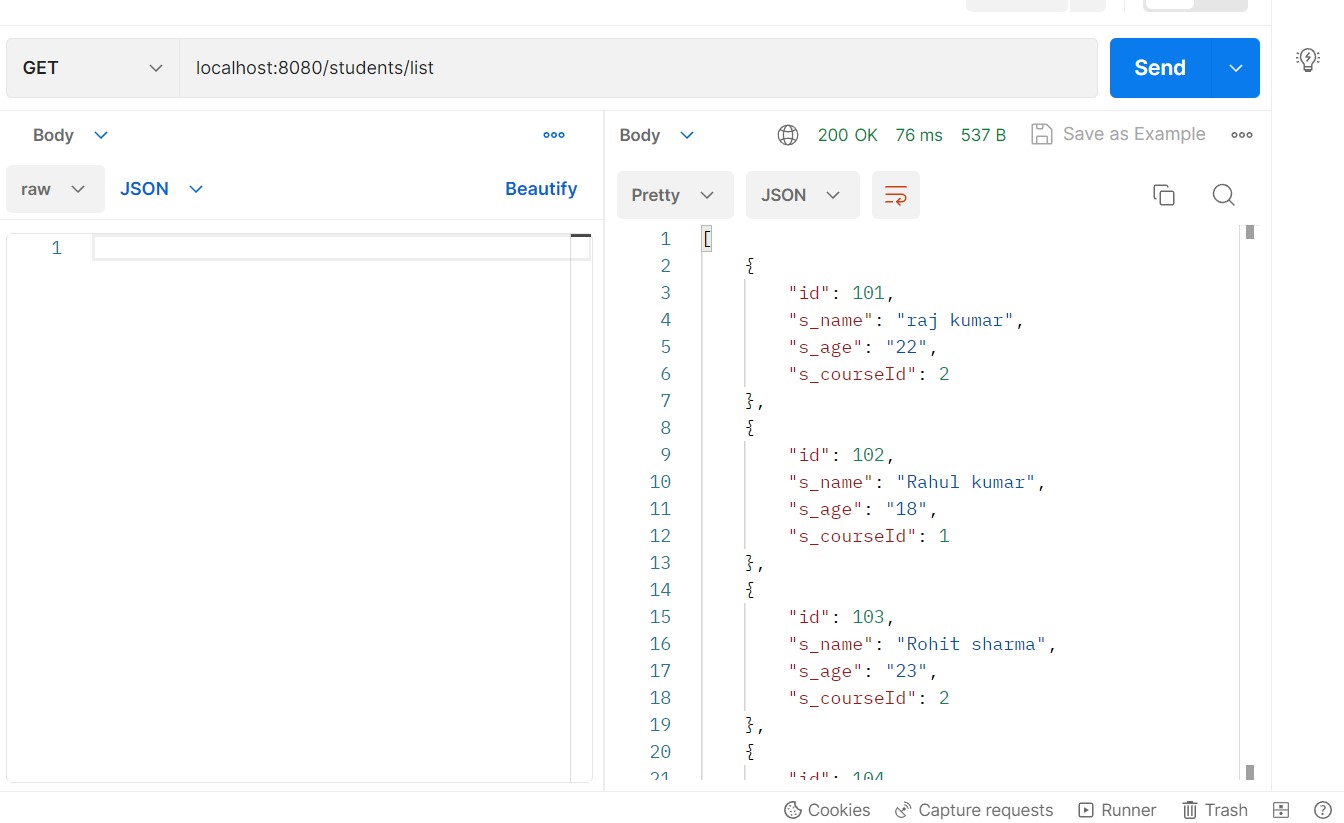 GET
localhost:8080/students/list
Send
Body
raw
JSON
Beautify
1
Body
200 OK 76 ms 537 B
Save as Example
Pretty
JSON
1 [
2 {
3 "id": 101,
4 "s_name": "raj kumar",
5 "s_age": "22",
6 "s_courseId": 2
7 },
8 {
9 "id": 102,
10 "s_name": "Rahul kumar",
11 "s_age": "18",
12 "s_courseId": 1
13 },
14 {
15 "id": 103,
16 "s_name": "Rohit sharma",
17 "s_age": "23",
18 "s_courseId": 2
19 },
20 {
21 "id": 104
Cookies Capture requests Runner Trash